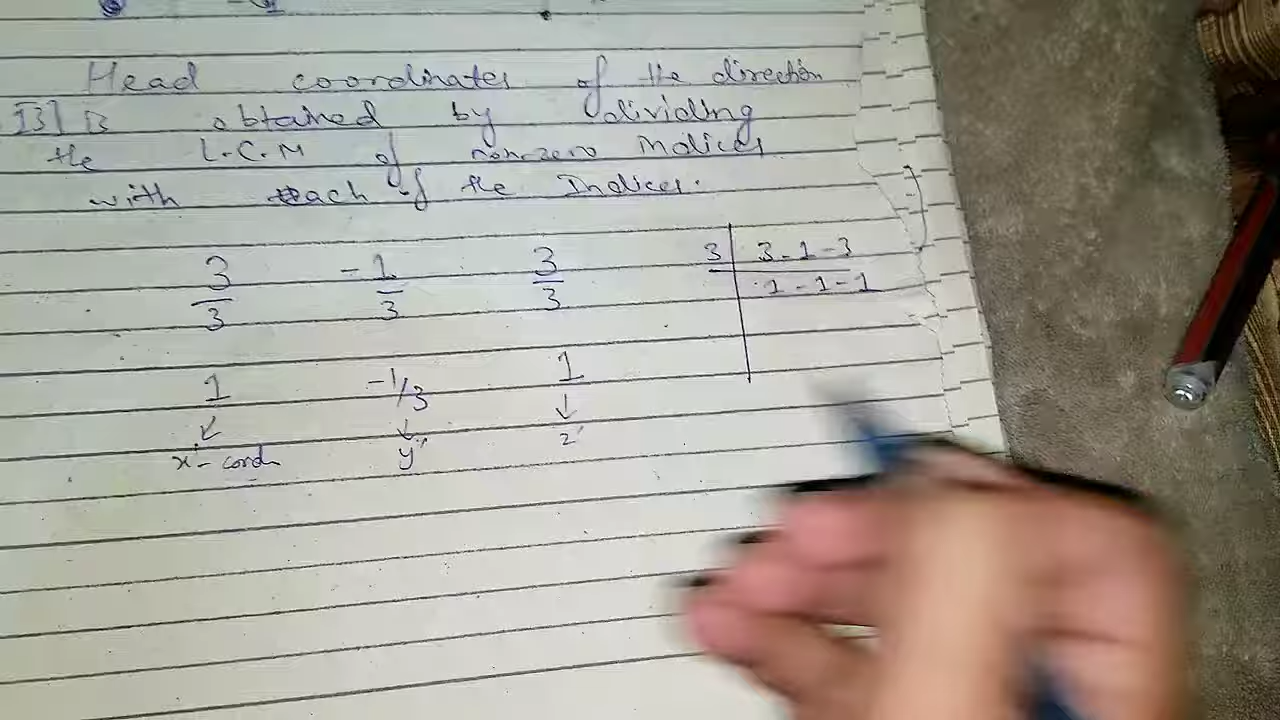 Head coordinates of the direction
[3] is obtained by dividing
the L.C.M of non-zero indices
with each of the Indices.
3/3 -1/3 3/3
3 | 3-1-3
1-1-1
1 -1/3 1
↓ ↓ ↓
x'-cord y' z'